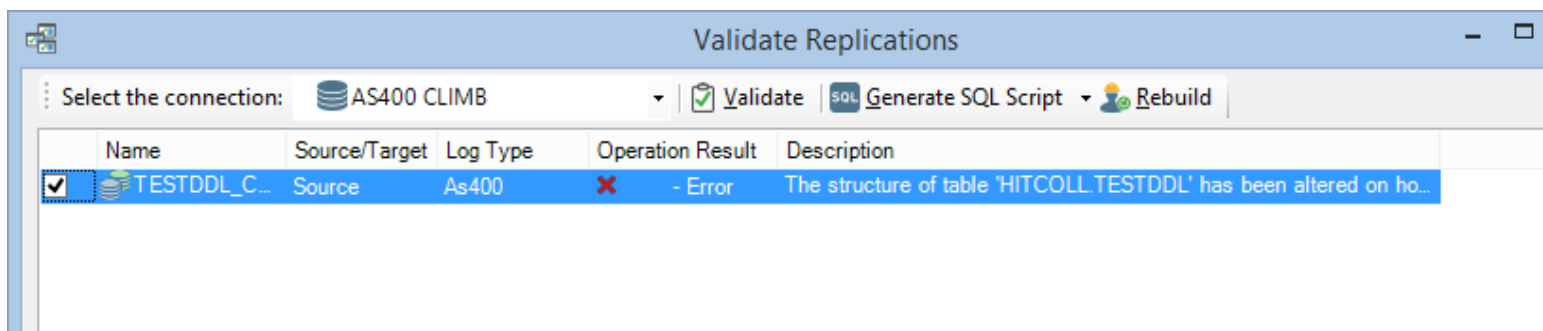 Validate Replications
Select the connection: AS400 CLIMB Validate SQL Generate SQL Script Rebuild
Name Source/Target Log Type Operation Result Description
TESTDDL_C... Source As400 - Error The structure of table 'HITCOLL.TESTDDL' has been altered on ho...